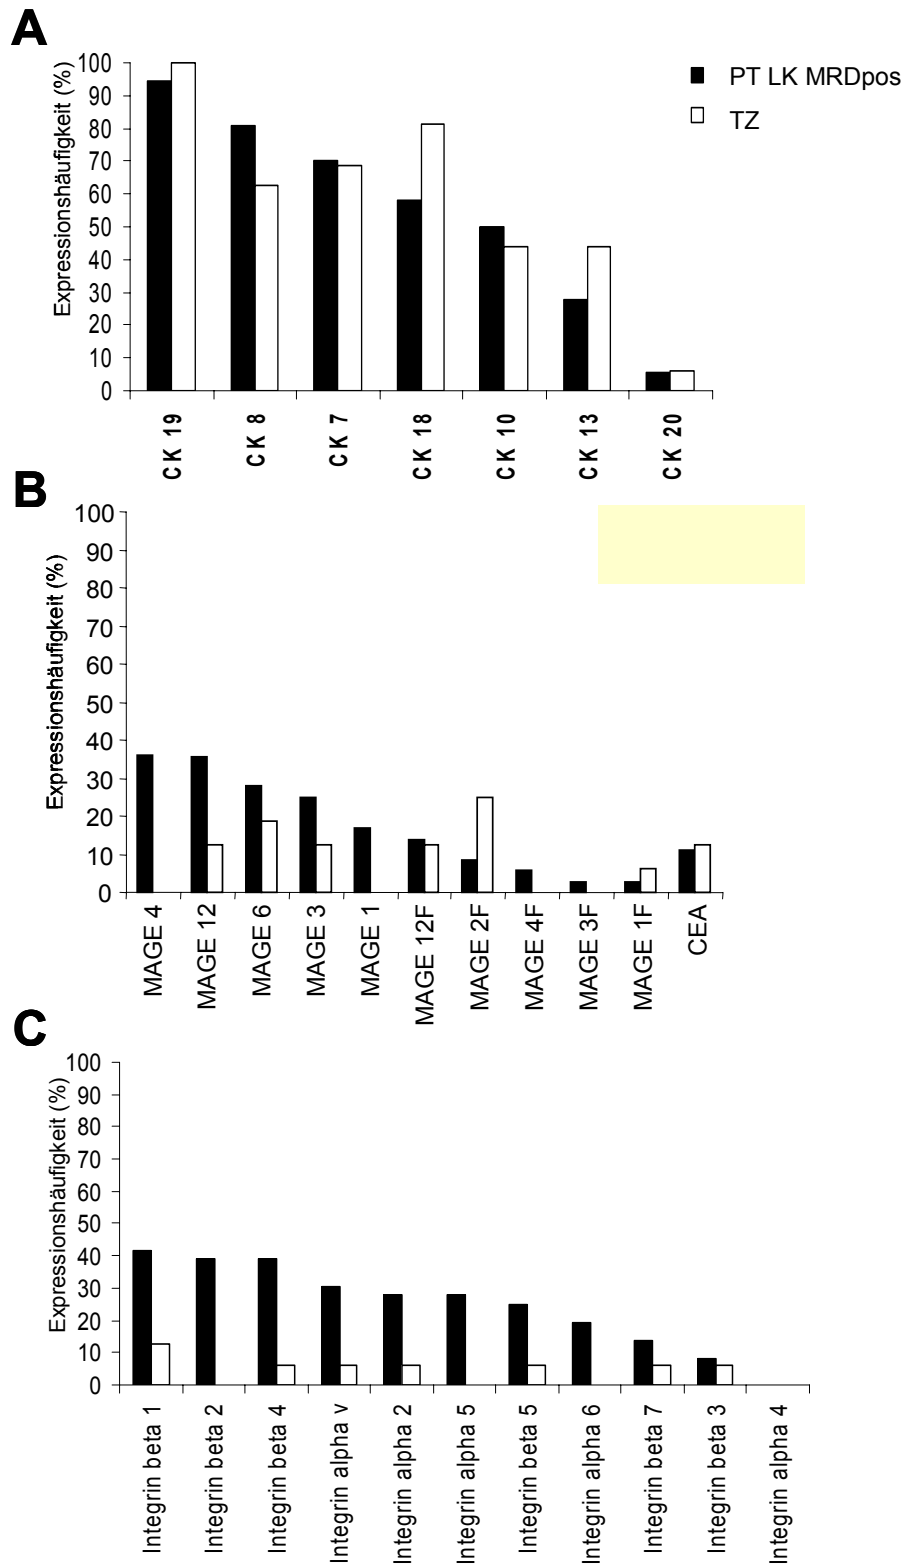 A
Expressionshäufigkeit (%)
100
90
80
70
60
50
40
30
20
10
0
PT LK MRDpos
TZ
CK 19
CK 8
CK 7
CK 18
CK 10
CK 13
CK 20
B
Expressionshäufigkeit (%)
100
90
80
70
60
50
40
30
20
10
0
MAGE 4
MAGE 12
MAGE 6
MAGE 3
MAGE 1
MAGE 12F
MAGE 2F
MAGE 4F
MAGE 3F
MAGE 1F
CEA
C
Expressionshäufigkeit (%)
100
90
80
70
60
50
40
30
20
10
0
Integrin beta 1
Integrin beta 2
Integrin beta 4
Integrin alpha v
Integrin alpha 2
Integrin alpha 5
Integrin beta 5
Integrin alpha 6
Integrin beta 7
Integrin beta 3
Integrin alpha 4